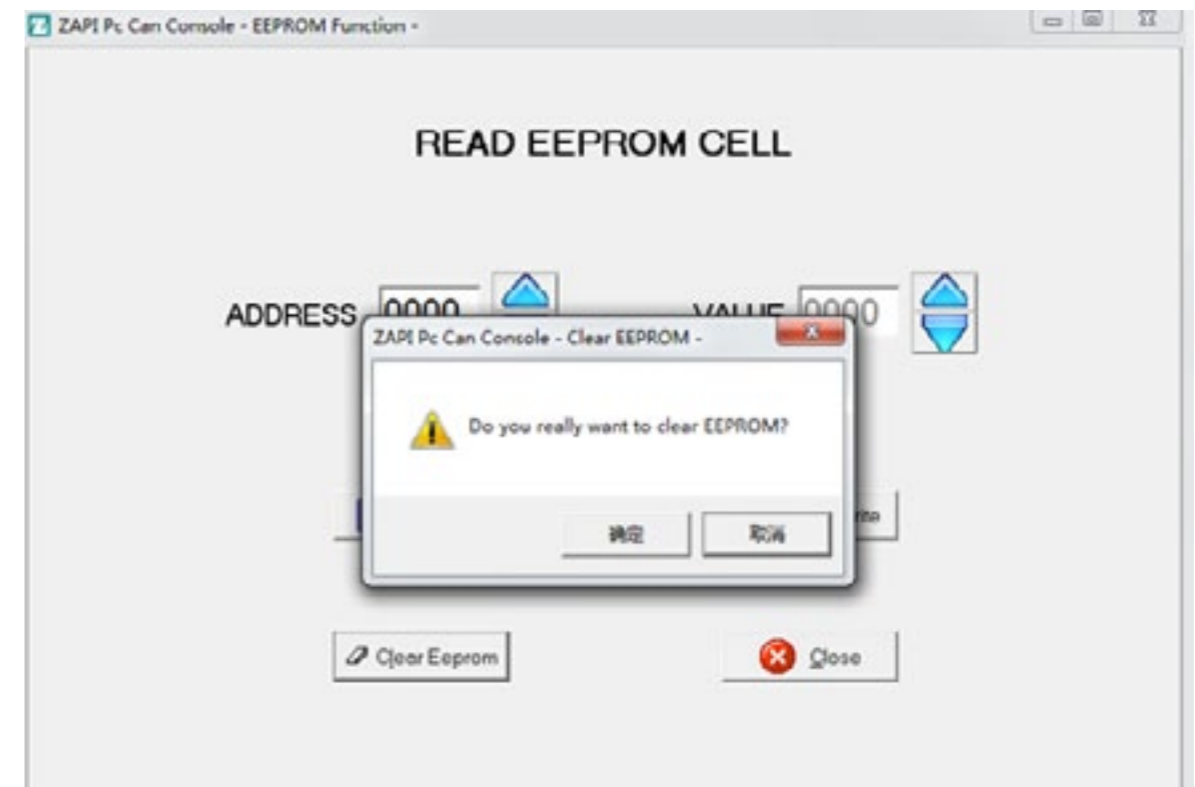 ZAPI Pc Can Console - EEPROM Function -
READ EEPROM CELL
ADDRESS 0000 VALUE 0000
ZAPI Pc Can Console - Clear EEPROM -
Do you really want to clear EEPROM?
确定 取消
Clear Eeprom Close